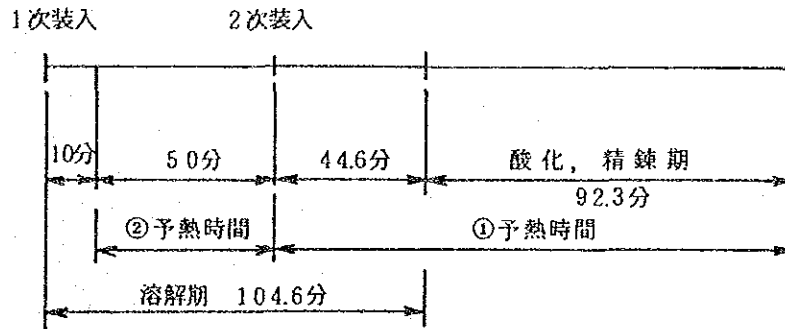 1次装入 2次装入
10分 50分 44.6分 酸化，精錬期
92.3分
②予熱時間 ①予熱時間
溶解期 104.6分